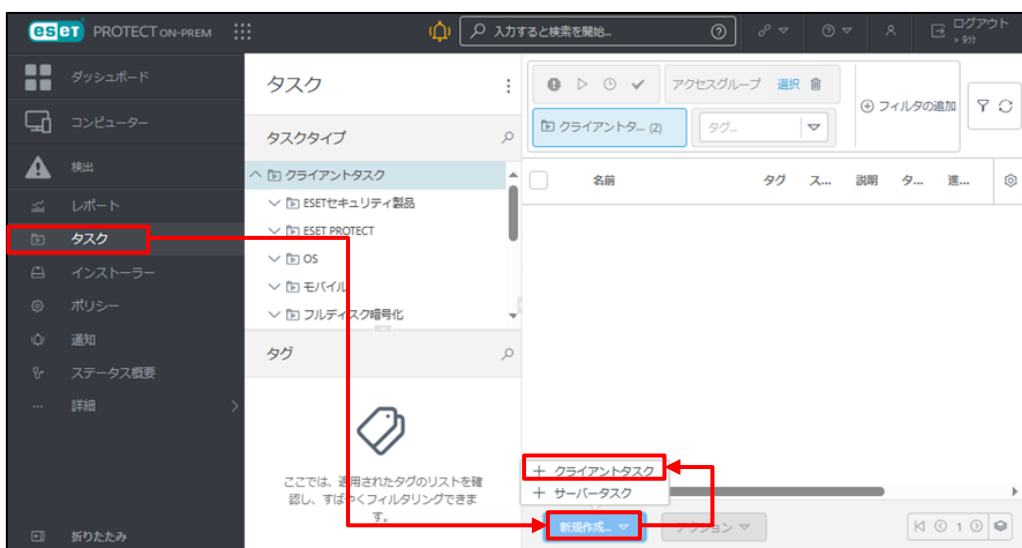 eseT PROTECT ON-PREM
入力すると検索を開始...
ログアウト
> 9分
ダッシュボード
コンピューター
検出
レポート
タスク
インストーラー
ポリシー
通知
ステータス概要
詳細
折りたたみ
タスク
タスクタイプ
クライアントタスク
ESETセキュリティ製品
ESET PROTECT
OS
モバイル
フルディスク暗号化
タグ
ここでは、適用されたタグのリストを確
認し、すばやくフィルタリングできま
す。
アクセスグループ 選択
フィルタの追加
クライアントタ... (2)
タグ...
名前 タグ ス... 説明 タ... 進...
+ クライアントタスク
+ サーバータスク
新規作成...
アクション
1